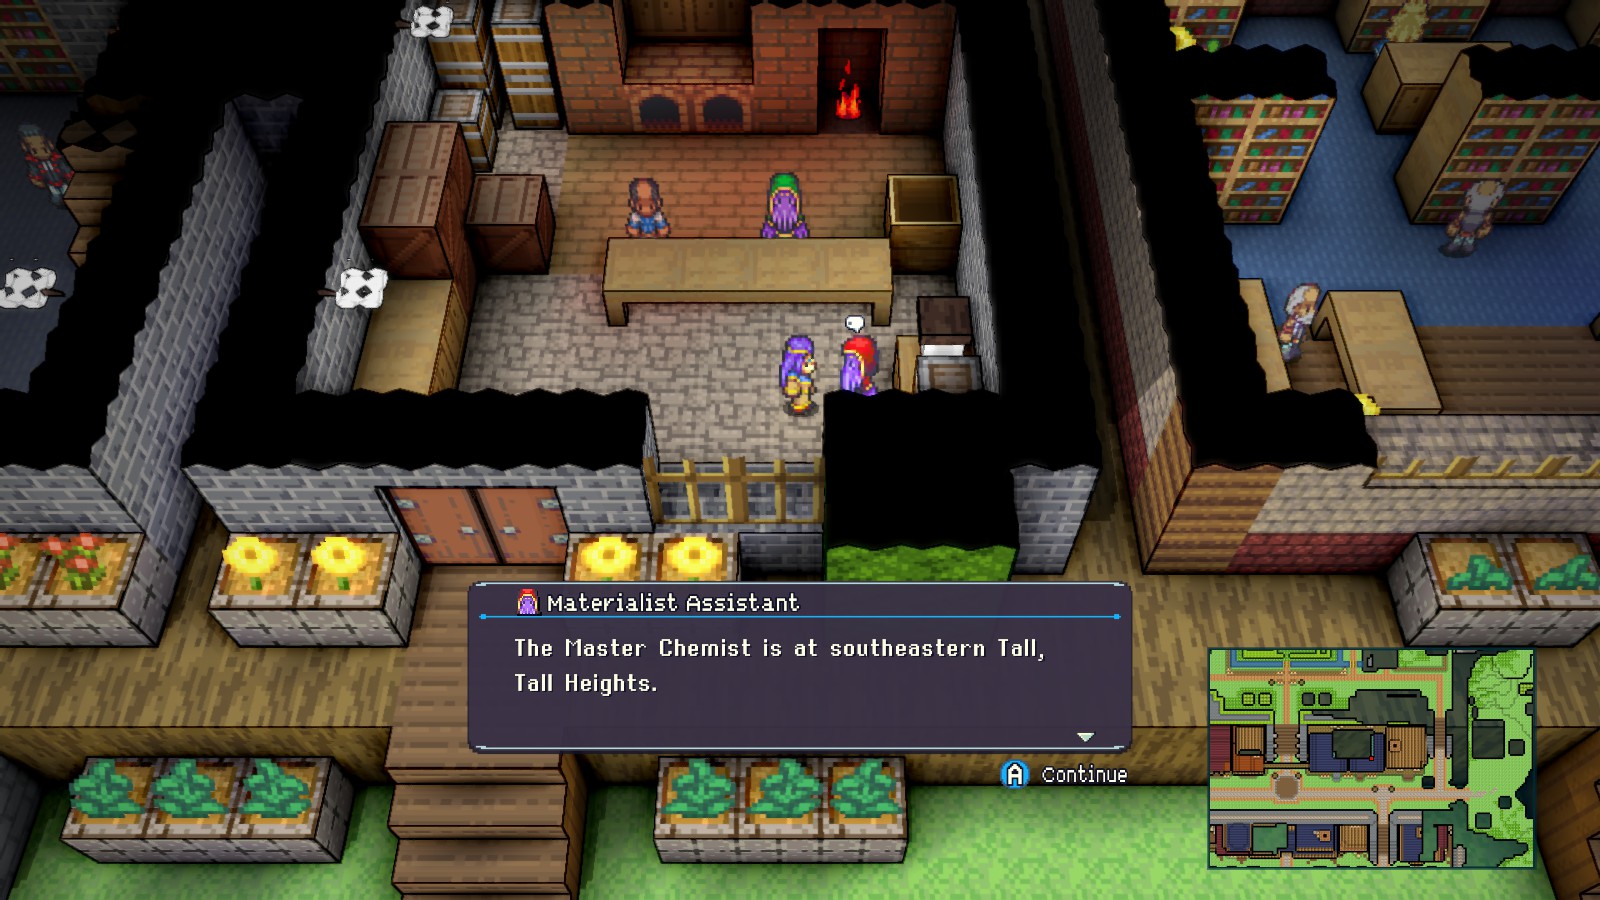 Materialist Assistant
The Master Chemist is at southeastern Tall,
Tall Heights.
A Continue